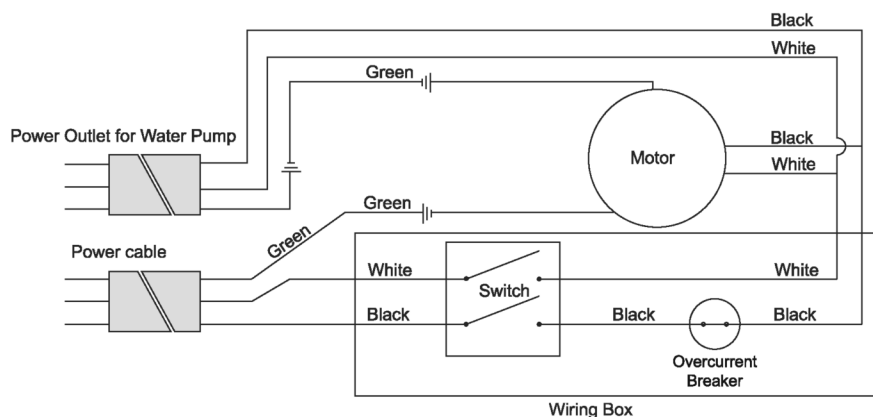 Black
White
Green
Power Outlet for Water Pump
Black
Motor
White
Green
Green
Power cable
White
White
Switch
Black
Black
Black
Overcurrent
Breaker
Wiring Box